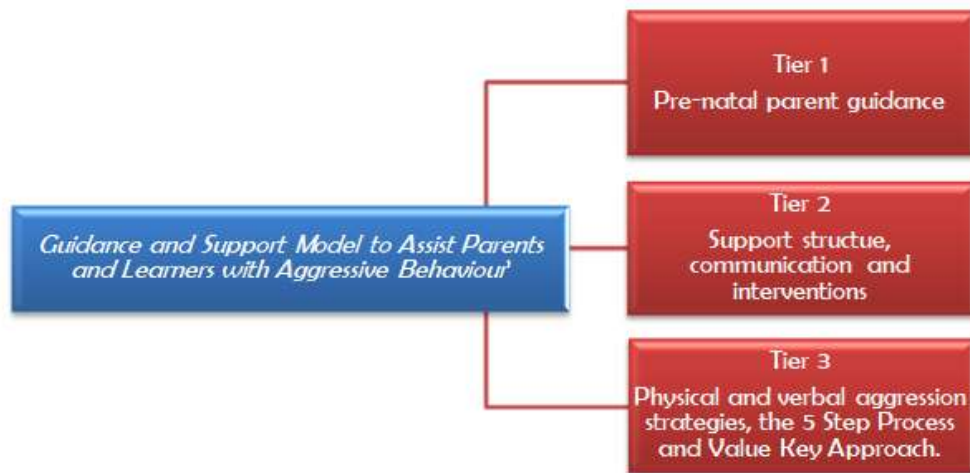 Tier 1
Pre-natal parent guidance
Guidance and Support Model to Assist Parents
and Learners with Aggressive Behaviour'
Tier 2
Support structue,
communication and
interventions
Tier 3
Physical and verbal aggression
strategies, the 5 Step Process
and Value Key Approach.